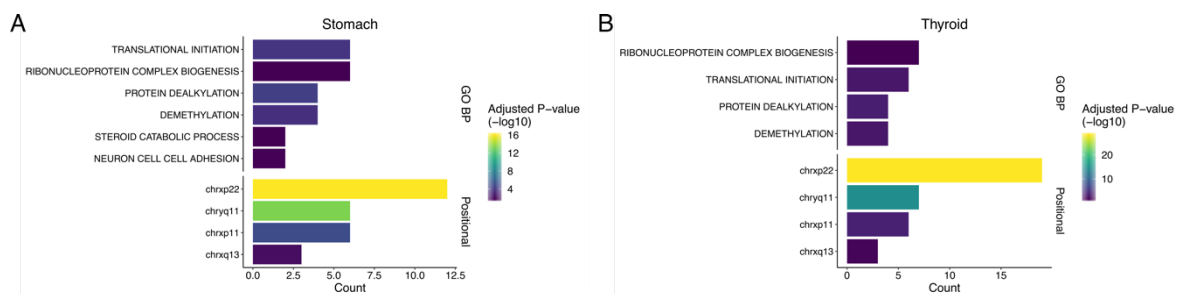 A
Stomach
TRANSLATIONAL INITIATION
RIBONUCLEOPROTEIN COMPLEX BIOGENESIS
PROTEIN DEALKYLATION
DEMETHYLATION
STEROID CATABOLIC PROCESS
NEURON CELL CELL ADHESION
GO BP
chrxp22
chryq11
chrxp11
chrxq13
Positional
0.0 2.5 5.0 7.5 10.0 12.5
Count
Adjusted P-value
(-log10)
16
12
8
4
B
Thyroid
RIBONUCLEOPROTEIN COMPLEX BIOGENESIS
TRANSLATIONAL INITIATION
PROTEIN DEALKYLATION
DEMETHYLATION
GO BP
chrxp22
chryq11
chrxp11
chrxq13
Positional
0 5 10 15
Count
Adjusted P-value
(-log10)
20
10